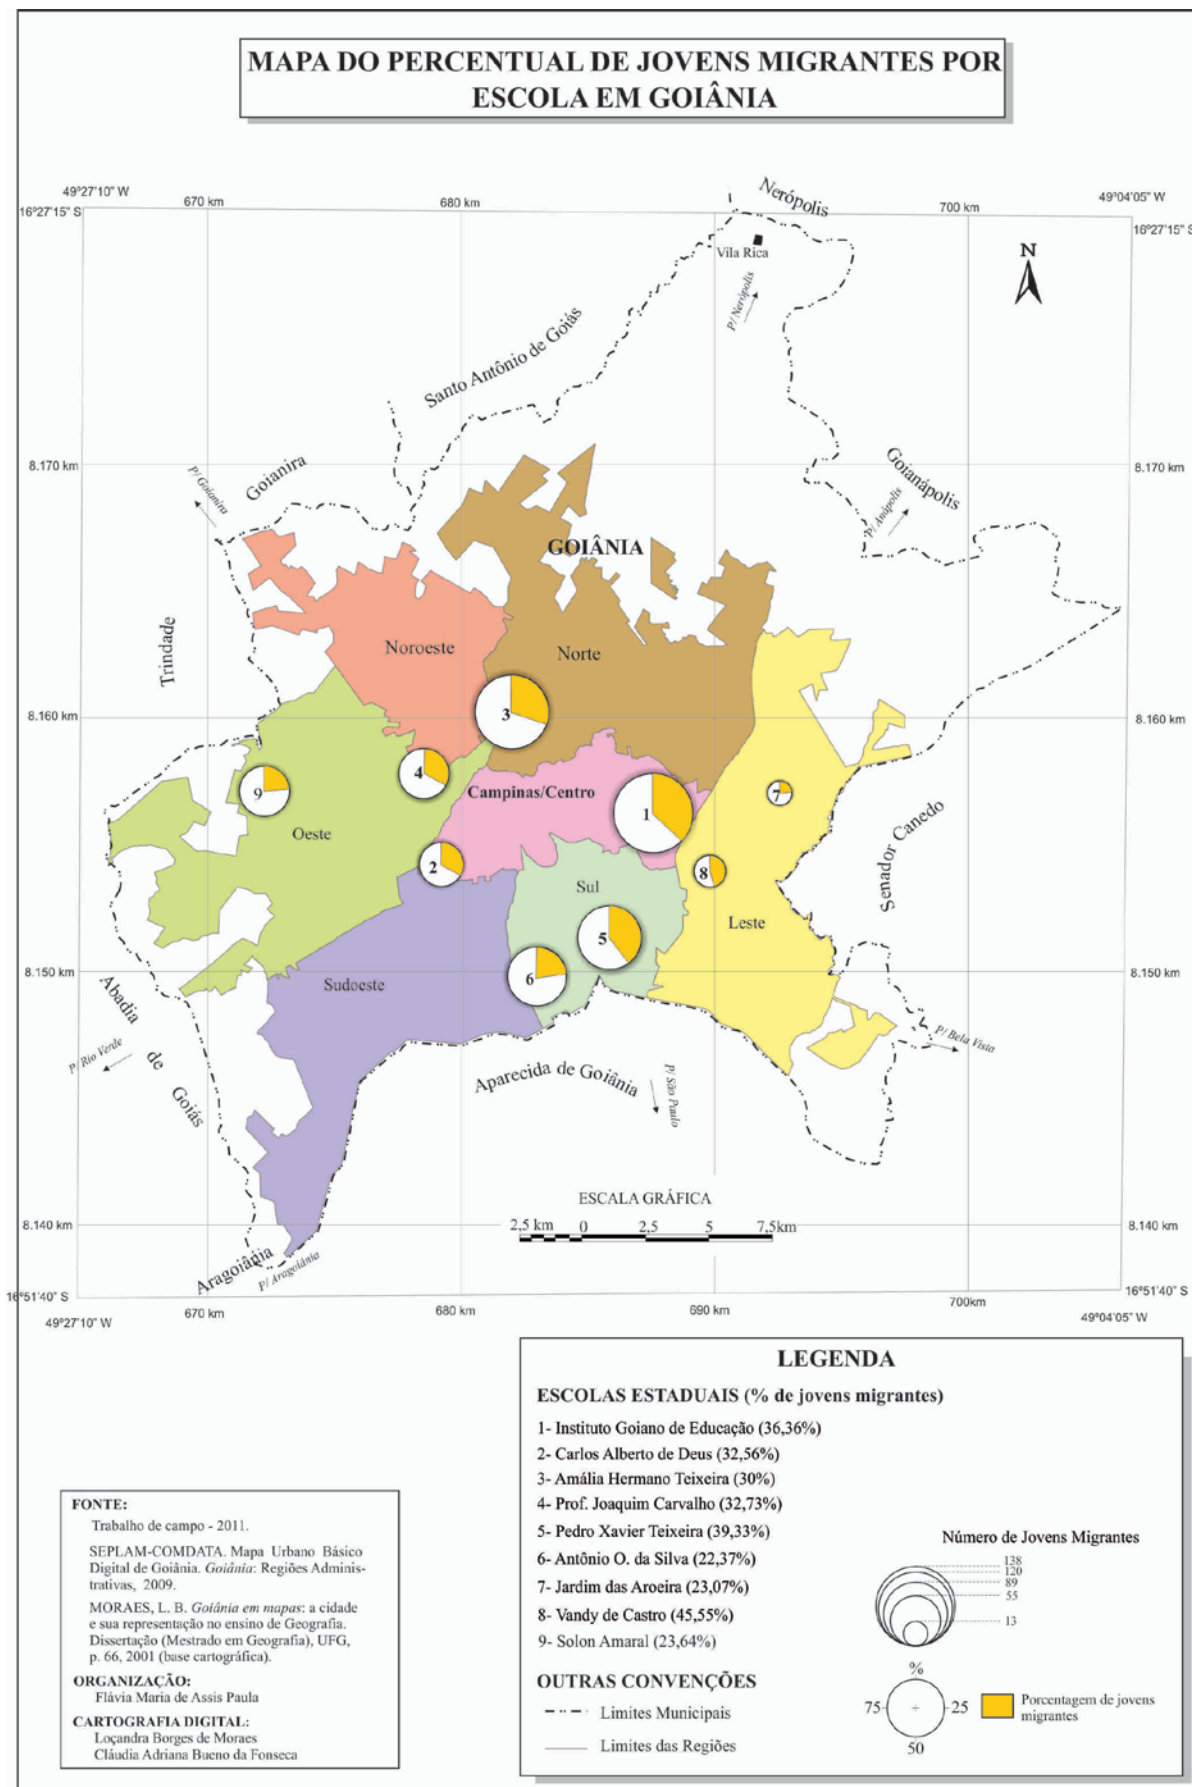 MAPA DO PERCENTUAL DE JOVENS MIGRANTES POR
ESCOLA EM GOIÂNIA
49°27'10" W
670 km
680 km
700 km
49°04'05" W
16°27'15" S
16°27'15" S
Nerópolis
Vila Rica
N
P/ Nerópolis
Santo Antônio de Goiás
8.170 km
8.170 km
Goianira
P/ Goianira
Goianápolis
P/ Anápolis
GOIÂNIA
Trindade
Noroeste
Norte
8.160 km
8.160 km
3
4
9
7
Campinas/Centro
1
Oeste
Senador Canedo
2
8
Sul
Leste
5
6
8.150 km
8.150 km
Sudoeste
Abadia
de
Goiás
P/ Rio Verde
P/ Bela Vista
Aparecida de Goiânia
P/ São Paulo
ESCALA GRÁFICA
2,5 km 0 2,5 5 7,5km
8.140 km
8.140 km
Aragoiânia
P/ Aragoiânia
16°51'40" S
16°51'40" S
670 km
680 km
690 km
700km
49°27'10" W
49°04'05" W
LEGENDA
ESCOLAS ESTADUAIS (% de jovens migrantes)
1- Instituto Goiano de Educação (36,36%)
2- Carlos Alberto de Deus (32,56%)
3- Amália Hermano Teixeira (30%)
4- Prof. Joaquim Carvalho (32,73%)
5- Pedro Xavier Teixeira (39,33%)
6- Antônio O. da Silva (22,37%)
7- Jardim das Aroeira (23,07%)
8- Vandy de Castro (45,55%)
9- Solon Amaral (23,64%)
Número de Jovens Migrantes
138
120
89
55
13
OUTRAS CONVENÇÕES
Limites Municipais
Limites das Regiões
%
75
25
50
Porcentagem de jovens
migrantes
FONTE:
Trabalho de campo - 2011.
SEPLAM-COMDATA. Mapa Urbano Básico
Digital de Goiânia. Goiânia: Regiões Adminis-
trativas, 2009.
MORAES, L. B. Goiânia em mapas: a cidade
e sua representação no ensino de Geografia.
Dissertação (Mestrado em Geografia), UFG,
p. 66, 2001 (base cartográfica).
ORGANIZAÇÃO:
Flávia Maria de Assis Paula
CARTOGRAFIA DIGITAL:
Loçandra Borges de Moraes
Cláudia Adriana Bueno da Fonseca